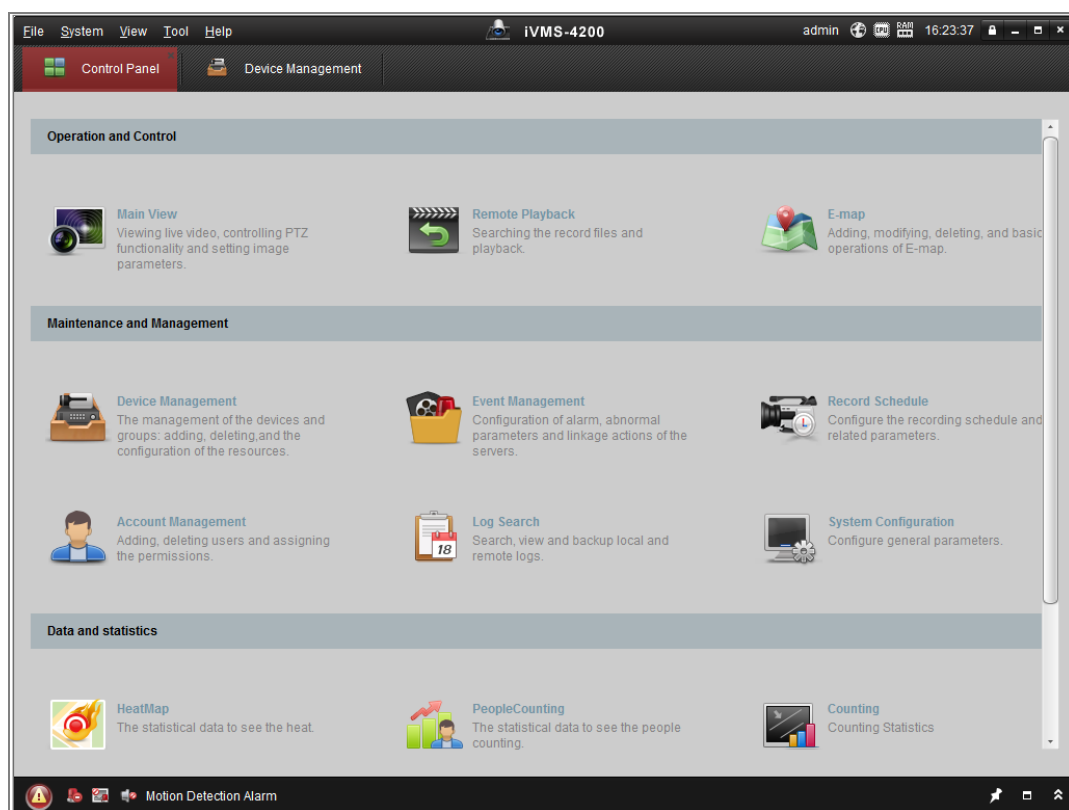 File System View Tool Help iVMS-4200 admin CPU RAM 16:23:37
Control Panel Device Management
Operation and Control
Main View
Viewing live video, controlling PTZ
functionality and setting image
parameters.
Remote Playback
Searching the record files and
playback.
E-map
Adding, modifying, deleting, and basic
operations of E-map.
Maintenance and Management
Device Management
The management of the devices and
groups: adding, deleting,and the
configuration of the resources.
Event Management
Configuration of alarm, abnormal
parameters and linkage actions of the
servers.
Record Schedule
Configure the recording schedule and
related parameters.
Account Management
Adding, deleting users and assigning
the permissions.
18
Log Search
Search, view and backup local and
remote logs.
System Configuration
Configure general parameters.
Data and statistics
HeatMap
The statistical data to see the heat.
PeopleCounting
The statistical data to see the people
counting.
Counting
Counting Statistics
Motion Detection Alarm